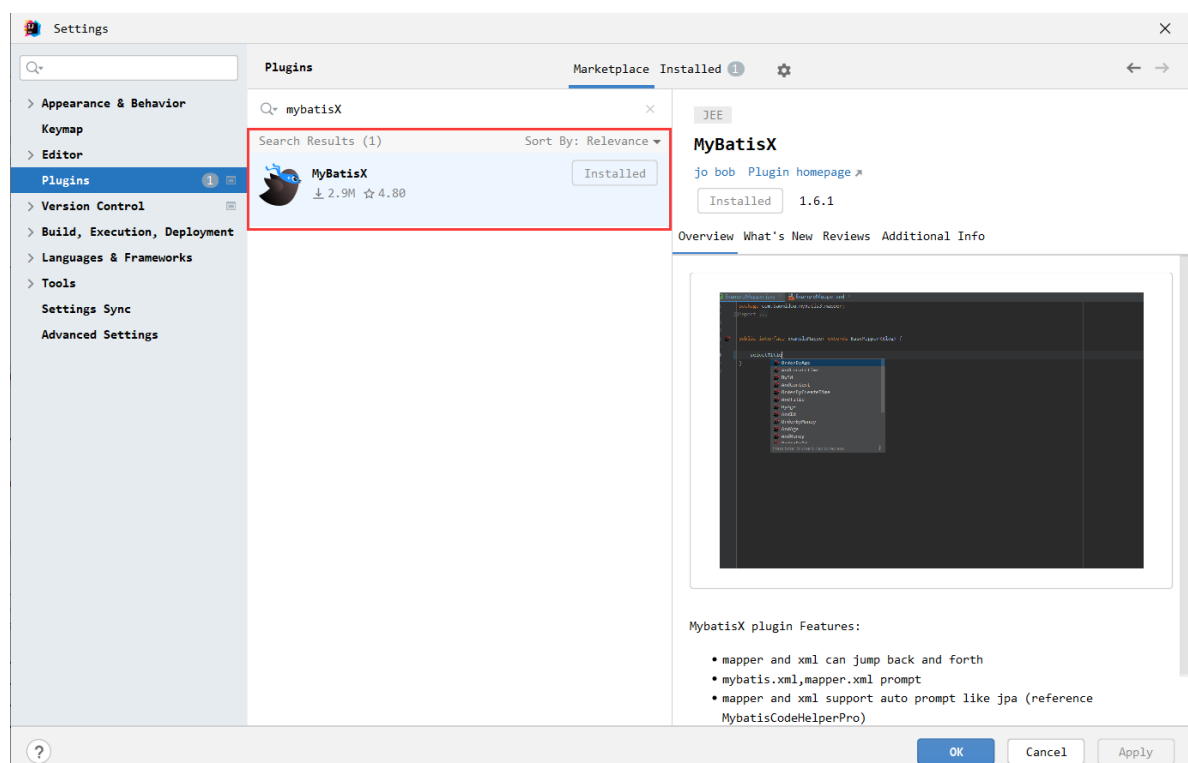 Settings
Plugins
Marketplace Installed 1
Appearance & Behavior
Keymap
Editor
Plugins 1
Version Control
Build, Execution, Deployment
Languages & Frameworks
Tools
Settings Sync
Advanced Settings
mybatisX
Search Results (1) Sort By: Relevance
MyBatisX
2.9M 4.80
Installed
JEE
MyBatisX
jo bob Plugin homepage
Installed 1.6.1
Overview What's New Reviews Additional Info
MybatisX plugin Features:
• mapper and xml can jump back and forth
• mybatis.xml,mapper.xml prompt
• mapper and xml support auto prompt like jpa (reference
MybatisCodeHelperPro)
?
OK Cancel Apply